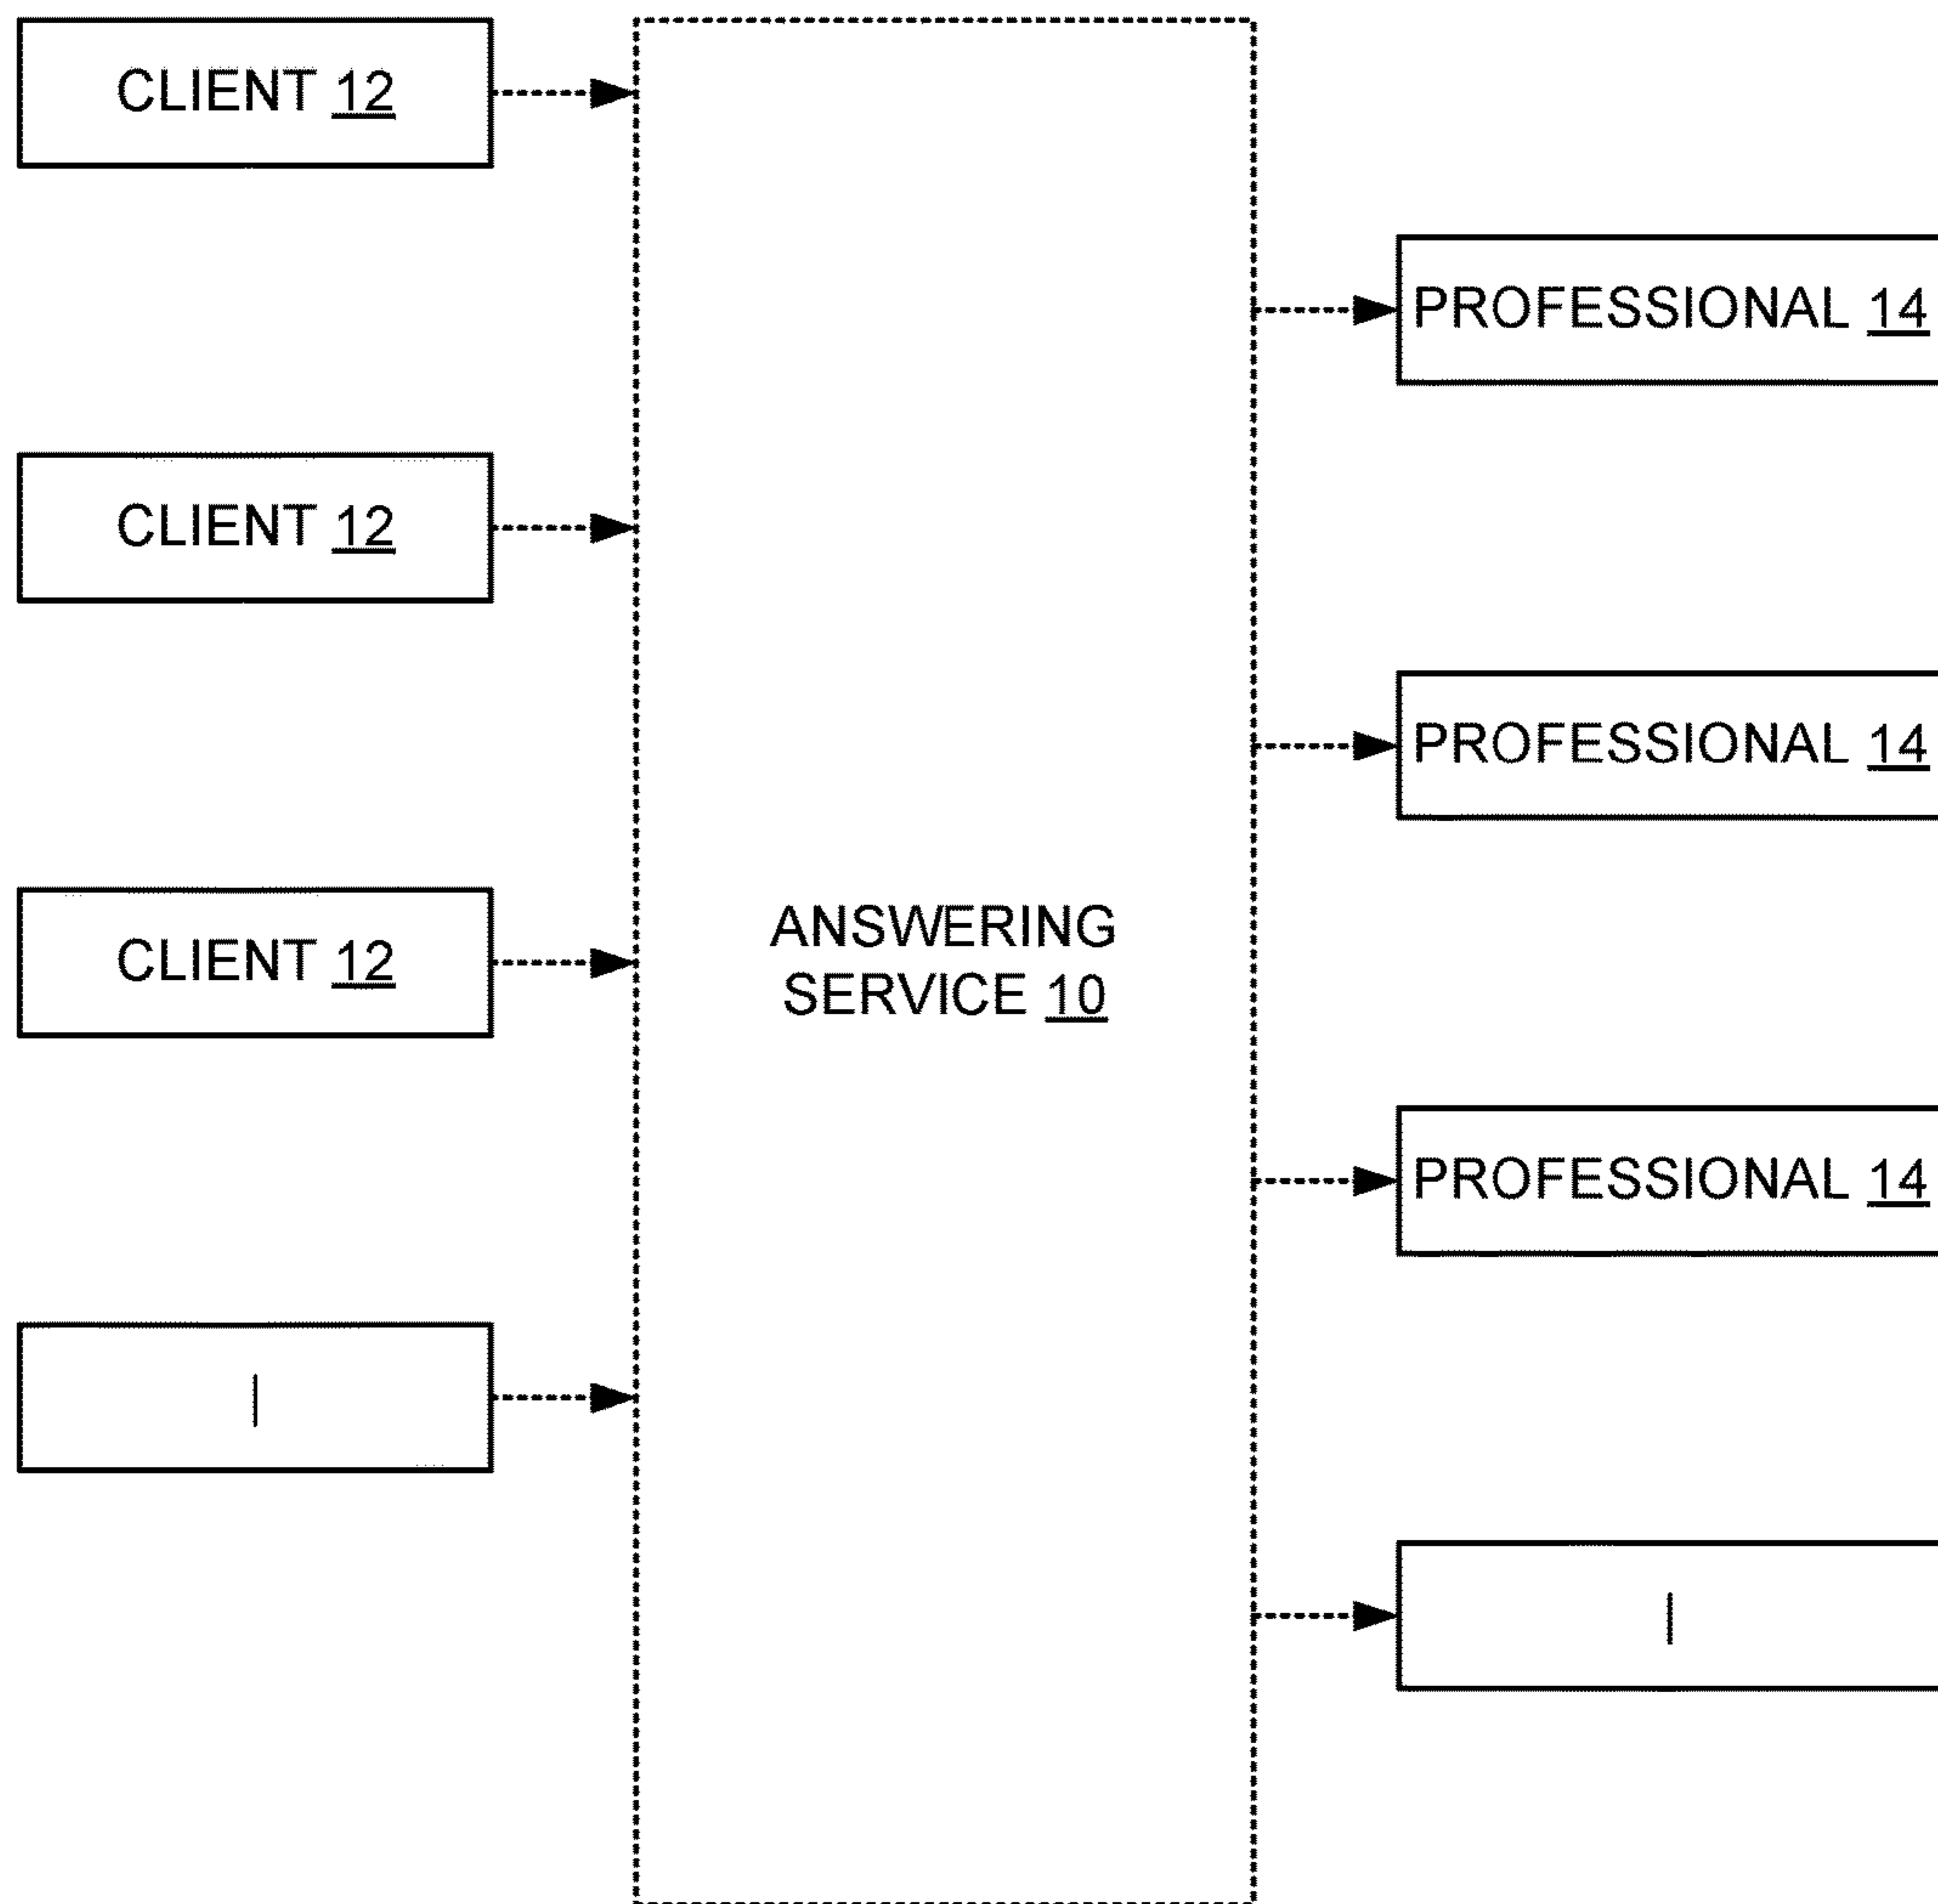 CLIENT 12
CLIENT 12
CLIENT 12
|
ANSWERING
SERVICE 10
PROFESSIONAL 14
PROFESSIONAL 14
PROFESSIONAL 14
|